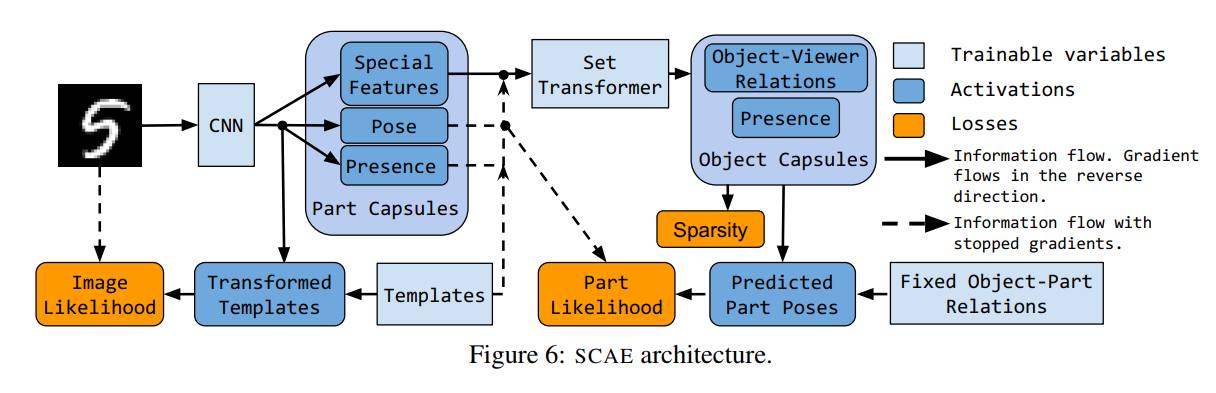 Special
Features
Pose
Presence
Part Capsules
CNN
Set
Transformer
Object-Viewer
Relations
Presence
Object Capsules
Trainable variables
Activations
Losses
Information flow. Gradient
flows in the reverse
direction.
Information flow with
stopped gradients.
Sparsity
Image
Likelihood
Transformed
Templates
Templates
Part
Likelihood
Predicted
Part Poses
Fixed Object-Part
Relations
Figure 6: SCAE architecture.